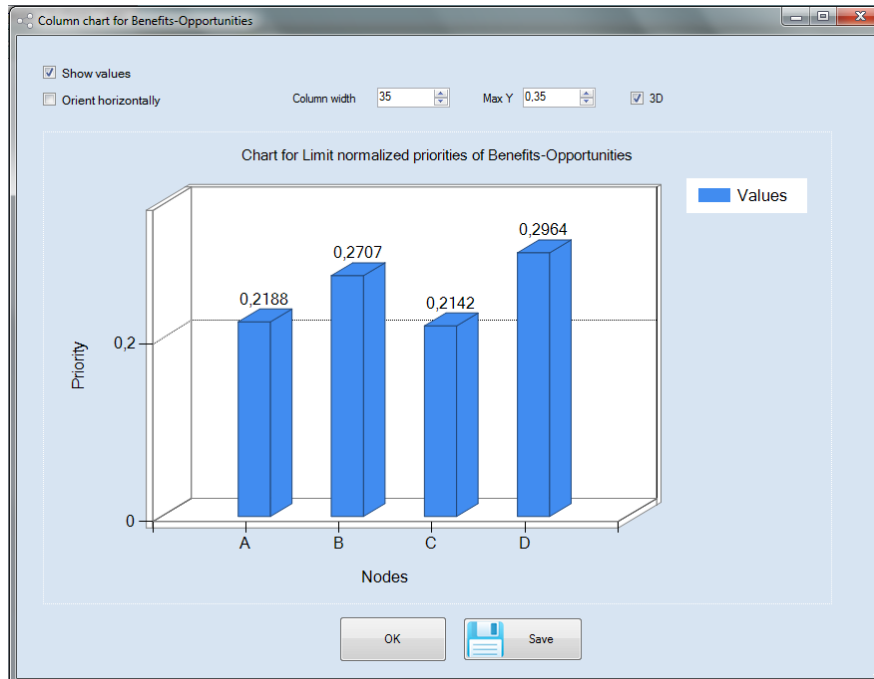 Column chart for Benefits-Opportunities
Show values
Orient horizontally
Column width 35 Max Y 0,35 3D
Chart for Limit normalized priorities of Benefits-Opportunities
Values
0,2964
0,2707
0,2188
0,2142
0,2
Priority
0
A B C D
Nodes
OK Save